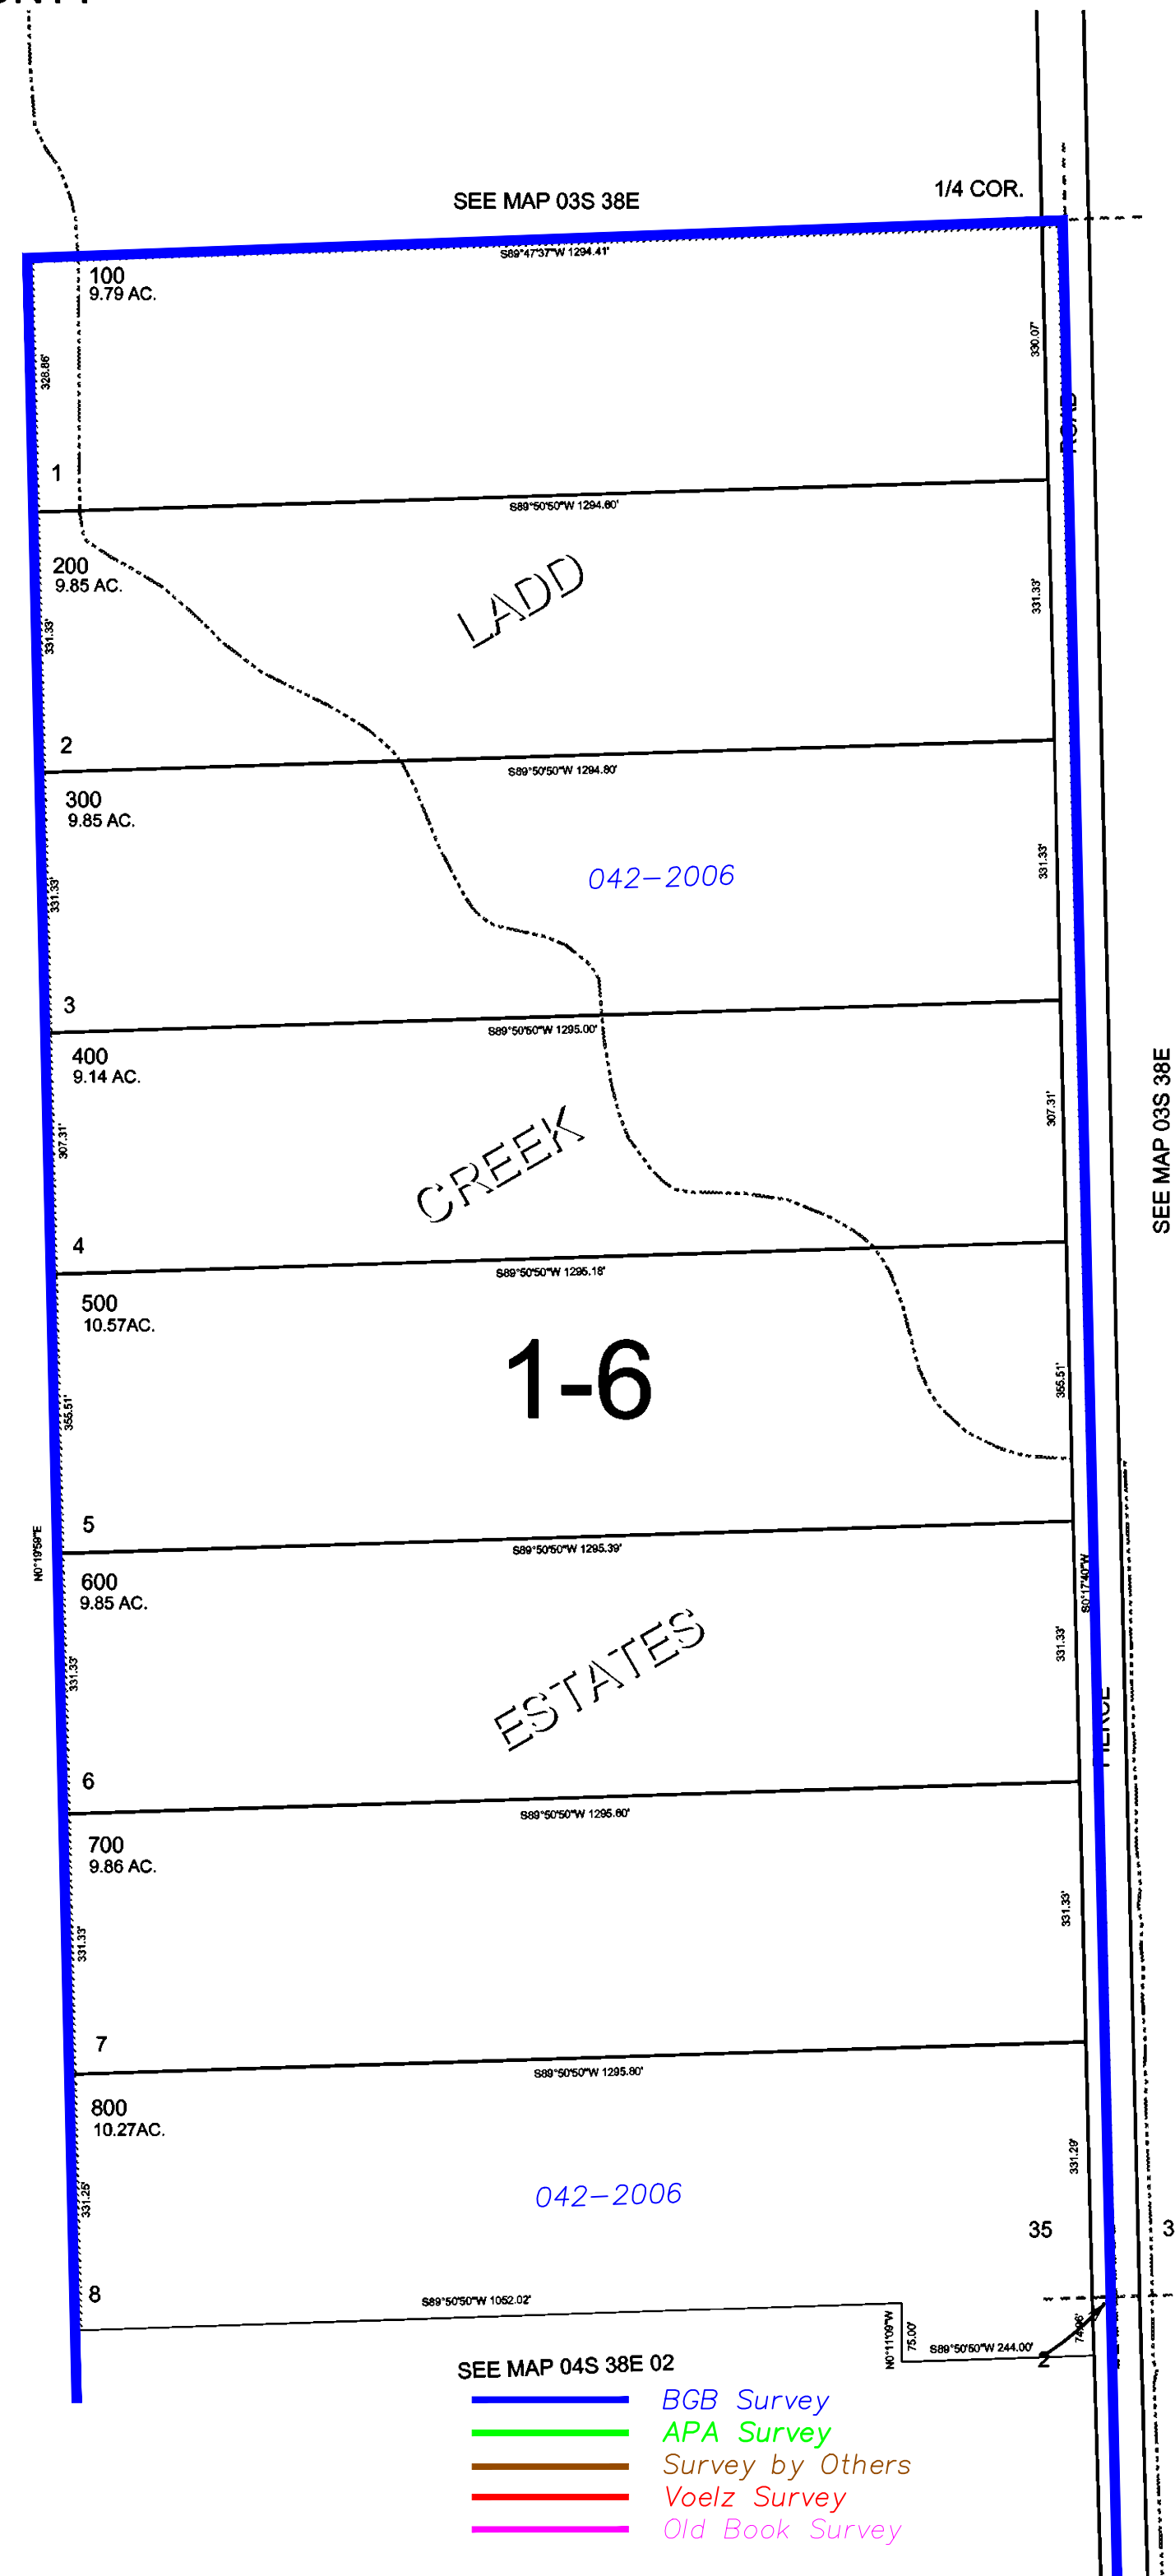 SEE MAP 03S 38E
1/4 COR.
S89°47'37"W 1294.41'
100
9.79 AC.
328.86'
330.07'
ROAD
1
S89°50'50"W 1294.60'
200
9.85 AC.
LADD
331.33'
331.33'
2
S89°50'50"W 1294.80'
300
9.85 AC.
042-2006
331.33'
331.33'
3
S89°50'50"W 1295.00'
400
9.14 AC.
SEE MAP 03S 38E
307.31'
307.31'
CREEK
4
S89°50'50"W 1295.18'
500
10.57AC.
1-6
355.51'
355.51'
5
S89°50'50"W 1295.39'
N0°19'59"E
600
9.85 AC.
S0°17'40"W
331.33'
331.33'
ESTATES
PIERCE
6
S89°50'50"W 1295.60'
700
9.86 AC.
331.33'
331.33'
7
S89°50'50"W 1295.80'
800
10.27AC.
331.29'
331.25'
042-2006
35
3
8
S89°50'50"W 1052.02'
N0°11'09"W
75.00'
S89°50'50"W 244.00'
74.96'
2
SEE MAP 04S 38E 02
BGB Survey
APA Survey
Survey by Others
Voelz Survey
Old Book Survey